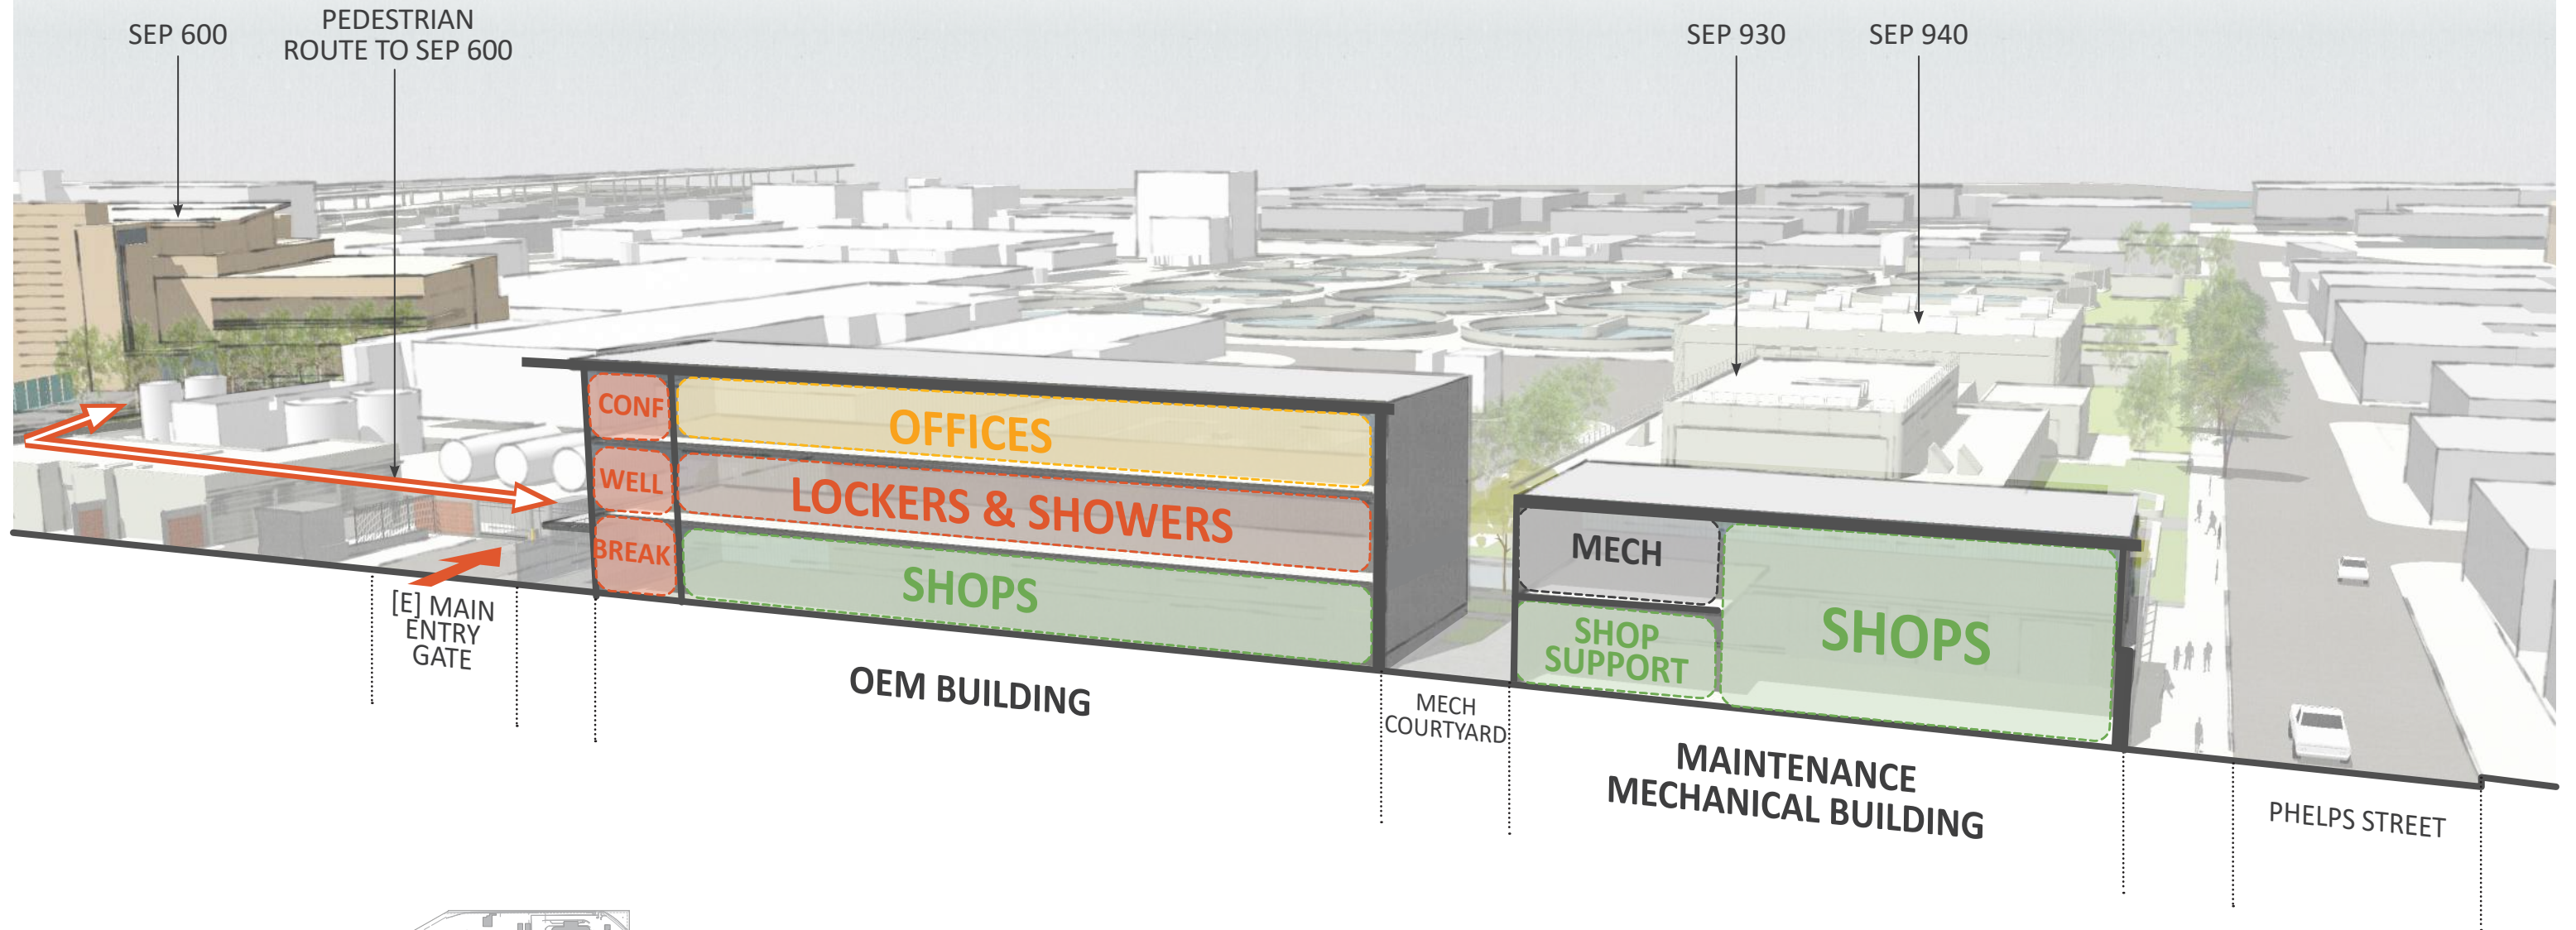 SEP 600
PEDESTRIAN
ROUTE TO SEP 600
SEP 930
SEP 940
CONF
OFFICES
WELL
LOCKERS & SHOWERS
BREAK
SHOPS
MECH
SHOP
SUPPORT
SHOPS
[E] MAIN
ENTRY
GATE
OEM BUILDING
MECH
COURTYARD
MAINTENANCE
MECHANICAL BUILDING
PHELPS STREET